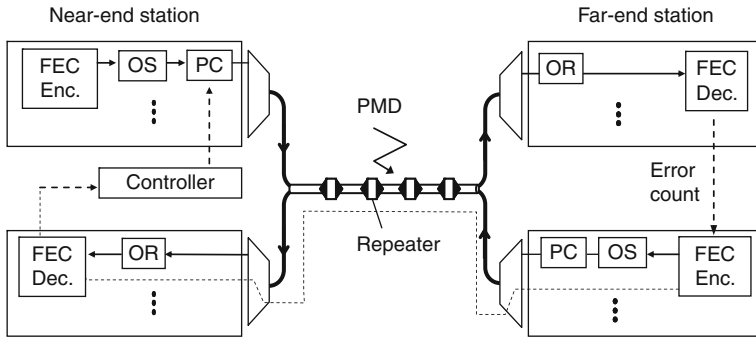 Near-end station
Far-end station
FEC
Enc.
OS
PC
OR
FEC
Dec.
PMD
Controller
Error
count
Repeater
FEC
Dec.
OR
PC
OS
FEC
Enc.